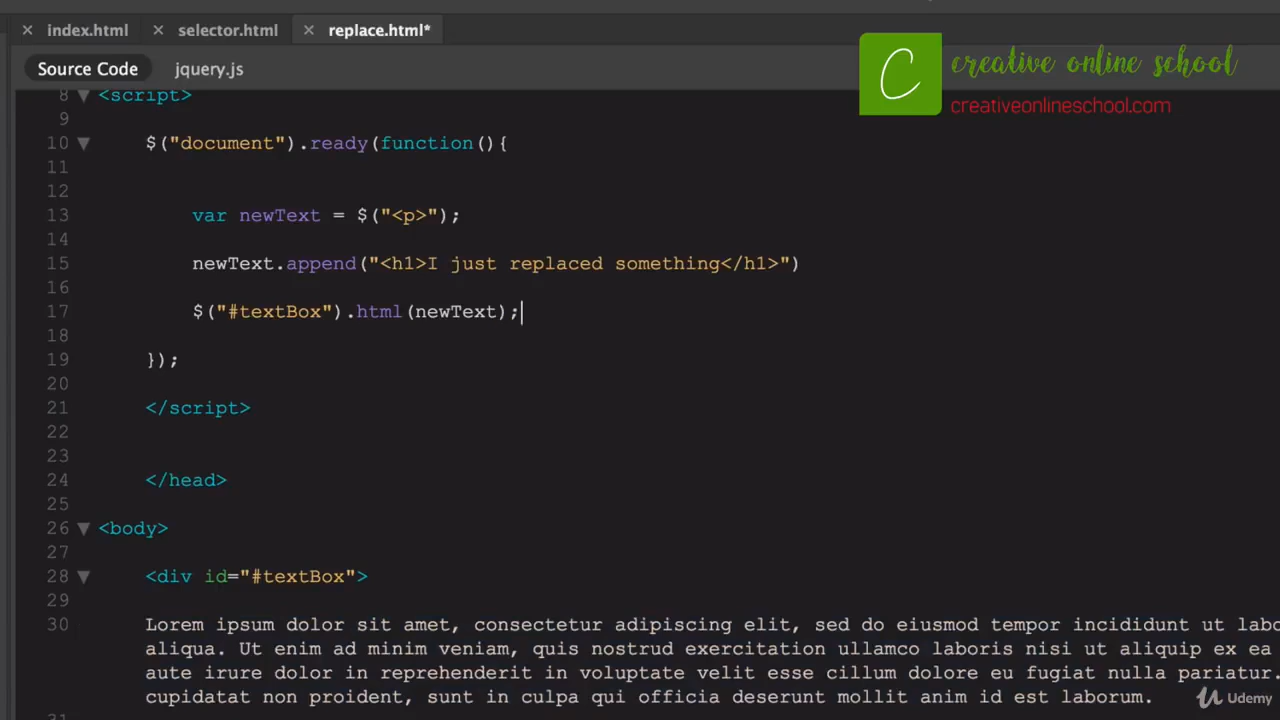 index.html selector.html replace.html*
Source Code jquery.js
C creative online school
creativeonlineschool.com
8 <script>
9
10 $("document").ready(function(){
11
12
13 var newText = $("<p>");
14
15 newText.append("<h1>I just replaced something</h1>")
16
17 $("#textBox").html(newText);
18
19 });
20
21 </script>
22
23
24 </head>
25
26 <body>
27
28 <div id="#textBox">
29
30 Lorem ipsum dolor sit amet, consectetur adipiscing elit, sed do eiusmod tempor incididunt ut labo
aliqua. Ut enim ad minim veniam, quis nostrud exercitation ullamco laboris nisi ut aliquip ex ea
aute irure dolor in reprehenderit in voluptate velit esse cillum dolore eu fugiat nulla pariatur.
cupidatat non proident, sunt in culpa qui officia deserunt mollit anim id est laborum.
Udemy